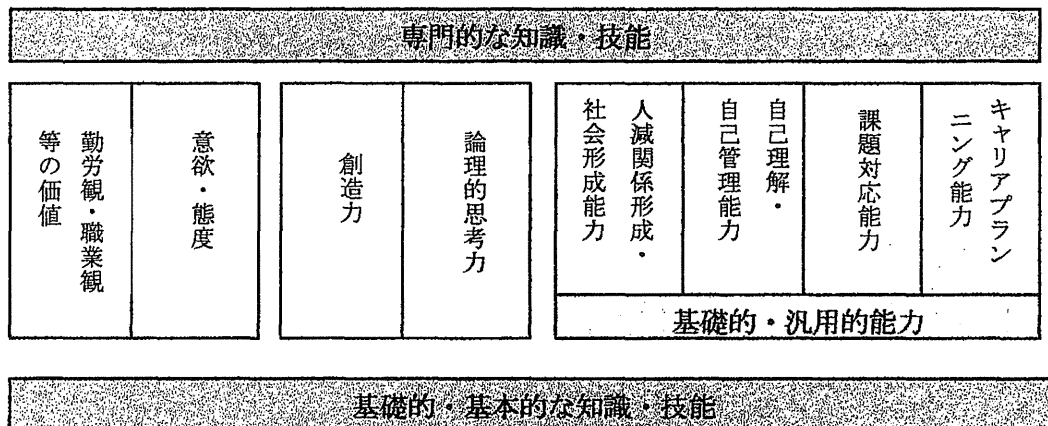 専門的な知識・技能
勤労観・職業観
等の価値
意欲・態度
創造力
論理的思考力
人減関係形成・
社会形成能力
自己理解・
自己管理能力
課題対応能力
キャリアプラン
ニング能力
基礎的・汎用的能力
基礎的・基本的な知識・技能